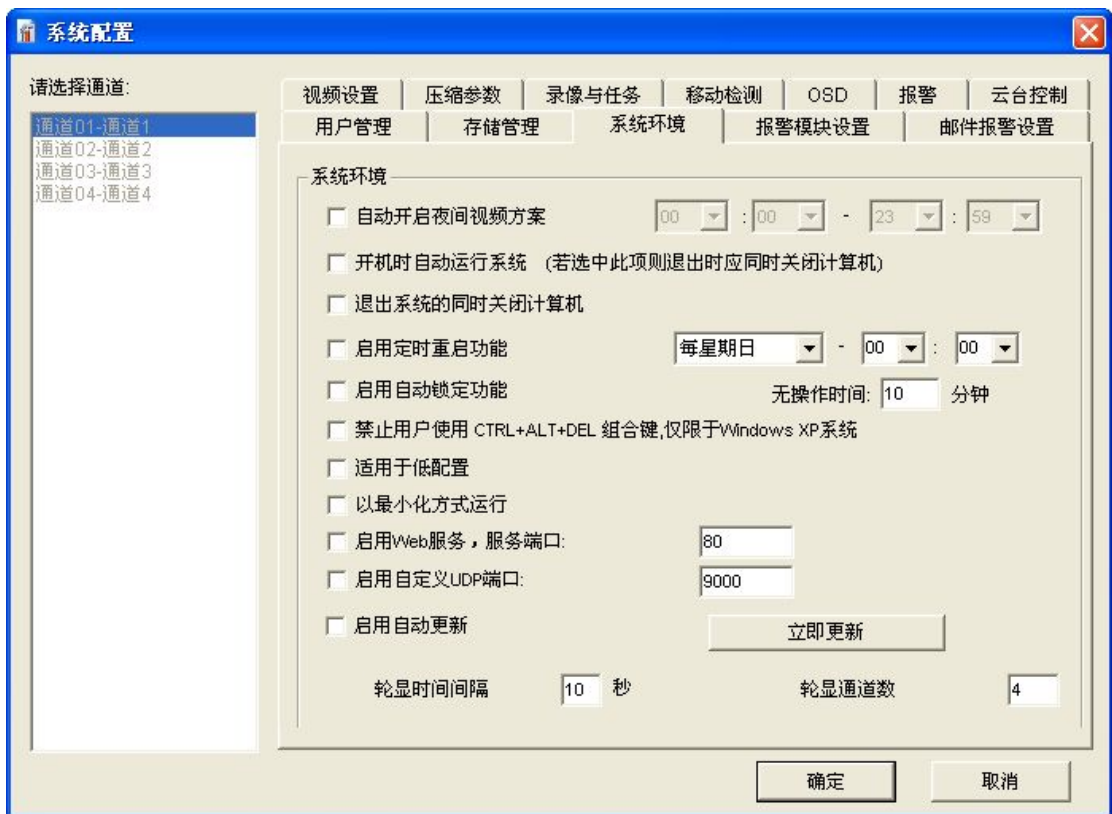 系统配置
请选择通道:
通道01-通道1
通道02-通道2
通道03-通道3
通道04-通道4
视频设置 压缩参数 录像与任务 移动检测 OSD 报警 云台控制
用户管理 存储管理 系统环境 报警模块设置 邮件报警设置
系统环境
自动开启夜间视频方案 00 : 00 - 23 : 59
开机时自动运行系统 (若选中此项则退出时应同时关闭计算机)
退出系统的同时关闭计算机
启用定时重启功能 每星期日 - 00 : 00
启用自动锁定功能 无操作时间: 10 分钟
禁止用户使用 CTRL+ALT+DEL 组合键,仅限于Windows XP系统
适用于低配置
以最小化方式运行
启用Web服务，服务端口: 80
启用自定义UDP端口: 9000
启用自动更新 立即更新
轮显时间间隔 10 秒 轮显通道数 4
确定 取消